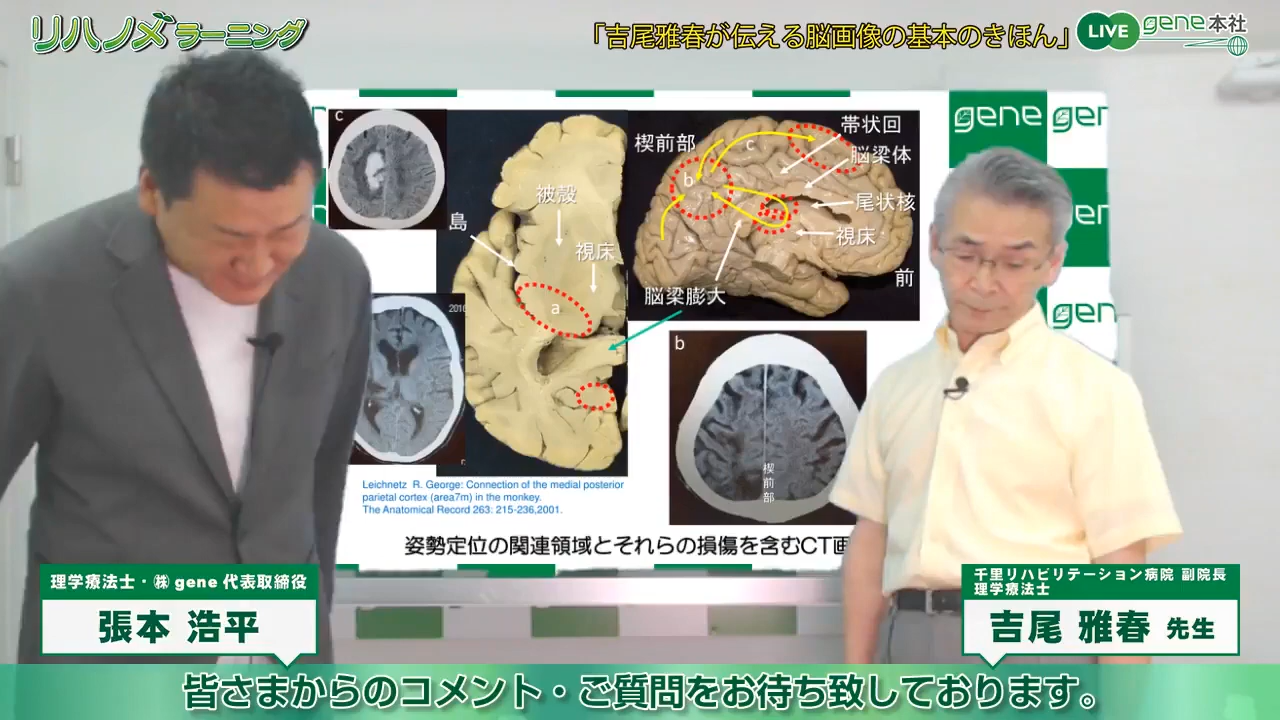 リハノメラーニング
「吉尾雅春が伝える脳画像の基本のきほん」
LIVE
gene本社
c
被殻
島
視床
a
2016
楔前部
b
c
帯状回
脳梁体
尾状核
視床
前
脳梁膨大
b
楔前部
gene
Leichnetz R. George: Connection of the medial posterior
parietal cortex (area7m) in the monkey.
The Anatomical Record 263: 215-236,2001.
姿勢定位の関連領域とそれらの損傷を含むCT画
理学療法士・㈱gene代表取締役
張本 浩平
千里リハビリテーション病院 副院長
理学療法士
吉尾 雅春 先生
皆さまからのコメント・ご質問をお待ち致しております。